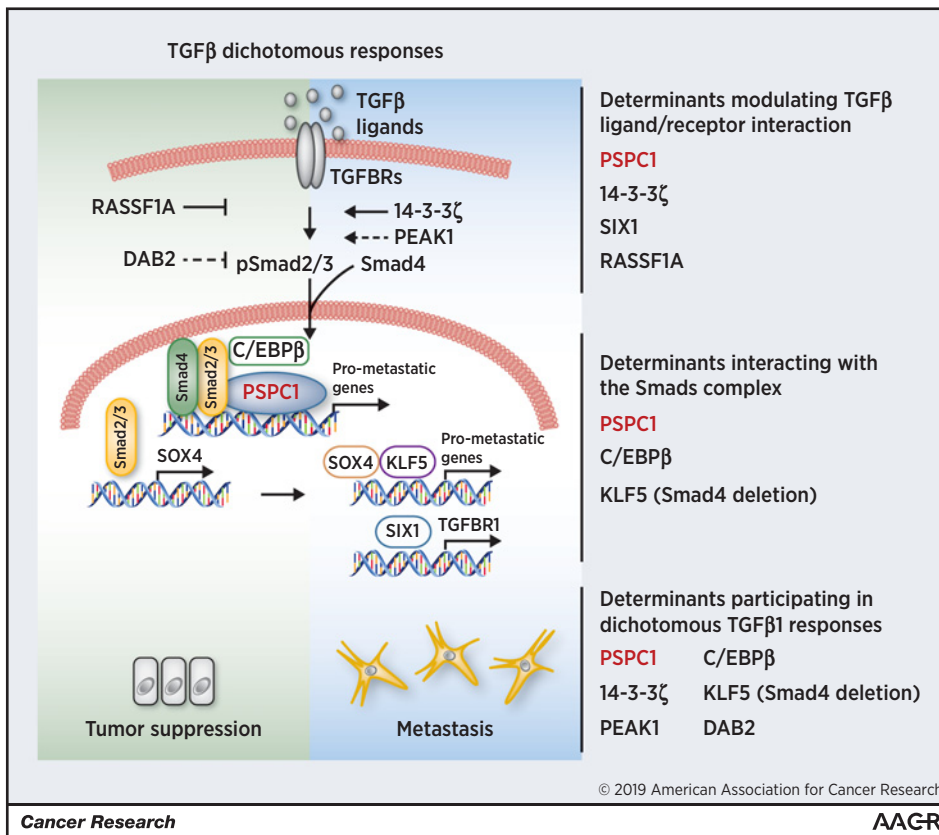 TGFβ dichotomous responses
TGFβ
ligands
TGFBRs
RASSF1A
14-3-3ζ
PEAK1
DAB2
pSmad2/3
Smad4
C/EBPβ
Smad4
Smad2/3
PSPC1
Pro-metastatic
genes
Smad2/3
SOX4
SOX4
KLF5
Pro-metastatic
genes
SIX1
TGFBR1
Tumor suppression
Metastasis
Determinants modulating TGFβ
ligand/receptor interaction
PSPC1
14-3-3ζ
SIX1
RASSF1A
Determinants interacting with
the Smads complex
PSPC1
C/EBPβ
KLF5 (Smad4 deletion)
Determinants participating in
dichotomous TGFβ1 responses
PSPC1 C/EBPβ
14-3-3ζ KLF5 (Smad4 deletion)
PEAK1 DAB2
© 2019 American Association for Cancer Research
Cancer Research
AACR